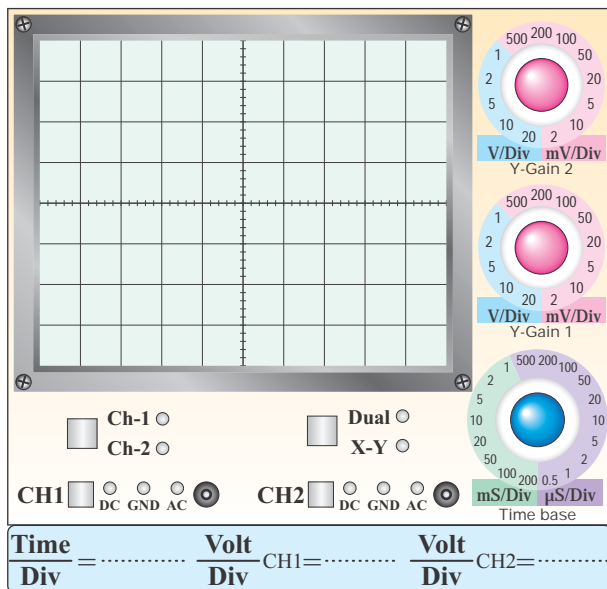 500 200 100
1 50
2 20
5 10
10 2
20
V/Div mV/Div
Y-Gain 2
500 200 100
1 50
2 20
5 10
10 2
20
V/Div mV/Div
Y-Gain 1
500 200 100
1 50
2 20
5 10
10 5
20 2
50 1
100 200 0.5
mS/Div µS/Div
Time base
Ch-1
Ch-2
Dual
X-Y
CH1 DC GND AC
CH2 DC GND AC
Time/Div = ............ Volt/Div CH1=............ Volt/Div CH2=............